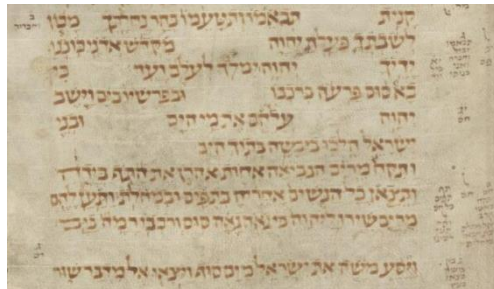 קנית תבאמו ותטעמו בהר נחלתך מכון
לשבתך פעלת יהוה מקדש אדני כוננו
ידיך יהוה ימלך לעלם ועד כי
בא סוס פרעה ברכבו ובפרשיו בים וישב
יהוה עלהם את מי הים ובני
ישראל הלכו ביבשה בתוך הים
ותקח מרים הנביאה אחות אהרן את התף בידה
ותצאן כל הנשים אחריה בתפים ובמחלת ותען להם
מרים שירו ליהוה כי גאה גאה סוס ורכבו רמה בים
ויסע משה את ישראל מים סוף ויצאו אל מדבר שור